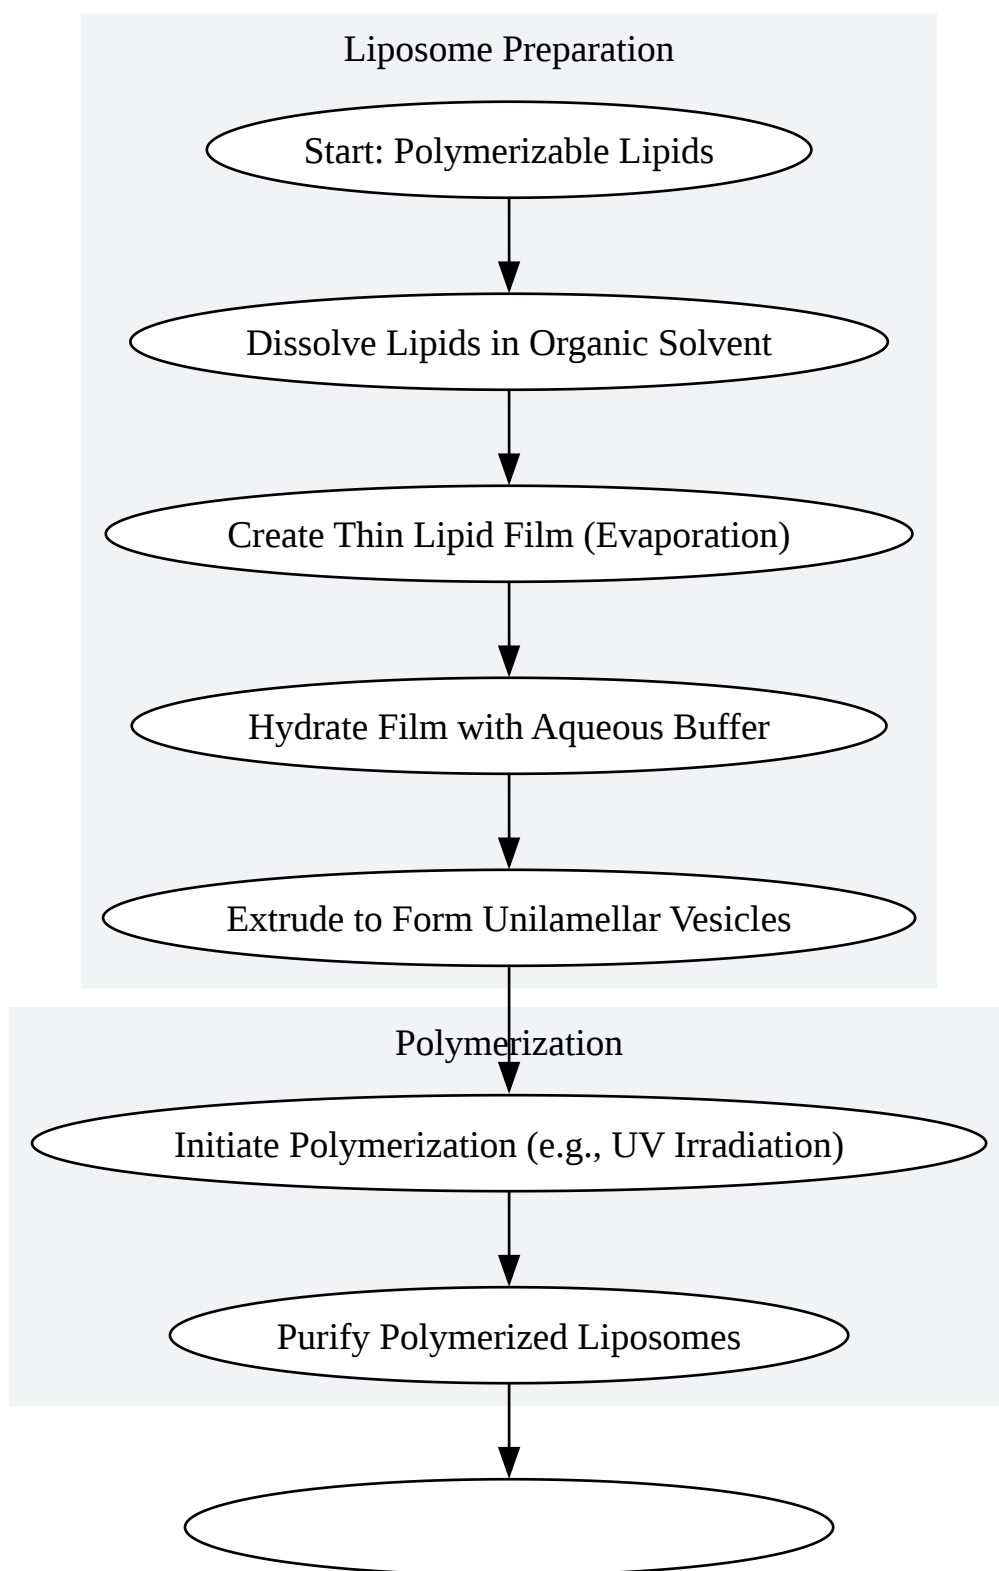 Liposome Preparation
Start: Polymerizable Lipids
Dissolve Lipids in Organic Solvent
Create Thin Lipid Film (Evaporation)
Hydrate Film with Aqueous Buffer
Extrude to Form Unilamellar Vesicles
Polymerization
Initiate Polymerization (e.g., UV Irradiation)
Purify Polymerized Liposomes